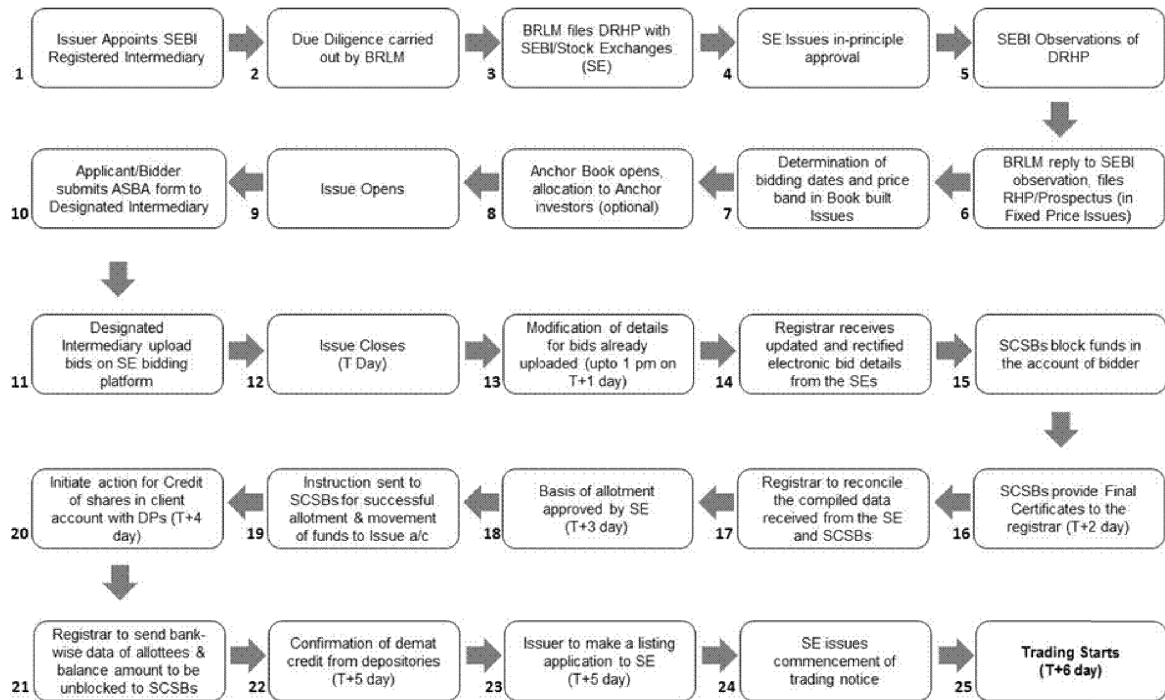 1
Issuer Appoints SEBI
Registered Intermediary
2
Due Diligence carried
out by BRLM
3
BRLM files DRHP with
SEBI/Stock Exchanges
(SE)
4
SE Issues in-principle
approval
5
SEBI Observations of
DRHP
6
BRLM reply to SEBI
observation, files
RHP/Prospectus (in
Fixed Price Issues)
7
Determination of
bidding dates and price
band in Book built
Issues
8
Anchor Book opens,
allocation to Anchor
investors (optional)
9
Issue Opens
10
Applicant/Bidder
submits ASBA form to
Designated Intermediary
11
Designated
Intermediary upload
bids on SE bidding
platform
12
Issue Closes
(T Day)
13
Modification of details
for bids already
uploaded (upto 1 pm on
T+1 day)
14
Registrar receives
updated and rectified
electronic bid details
from the SEs
15
SCSBs block funds in
the account of bidder
16
SCSBs provide Final
Certificates to the
registrar (T+2 day)
17
Registrar to reconcile
the compiled data
received from the SE
and SCSBs
18
Basis of allotment
approved by SE
(T+3 day)
19
Instruction sent to
SCSBs for successful
allotment & movement
of funds to Issue a/c
20
Initiate action for Credit
of shares in client
account with DPs (T+4
day)
21
Registrar to send bank-
wise data of allottees &
balance amount to be
unblocked to SCSBs
22
Confirmation of demat
credit from depositories
(T+5 day)
23
Issuer to make a listing
application to SE
(T+5 day)
24
SE issues
commencement of
trading notice
25
Trading Starts
(T+6 day)